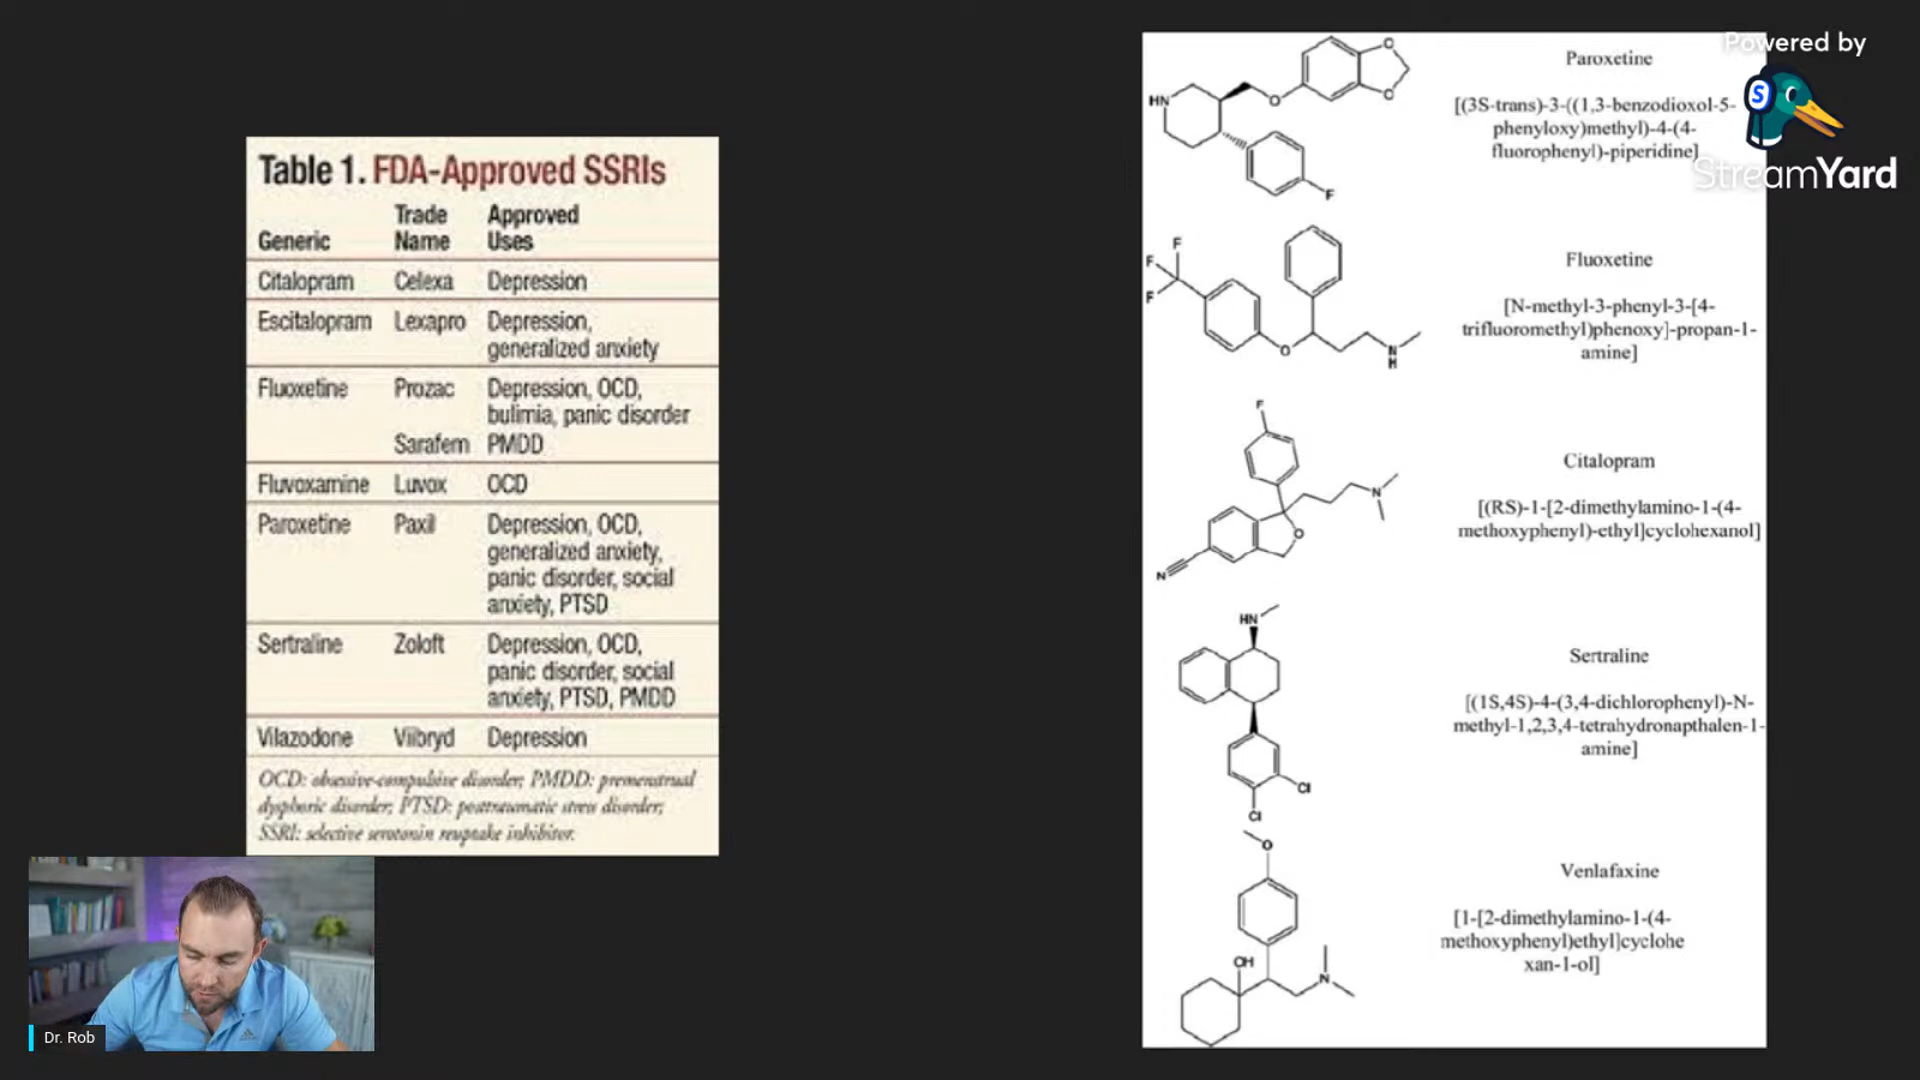 Powered by
StreamYard
Table 1. FDA-Approved SSRIs
Generic Trade Name Approved Uses
Citalopram Celexa Depression
Escitalopram Lexapro Depression,
generalized anxiety
Fluoxetine Prozac Depression, OCD,
bulimia, panic disorder
Sarafem PMDD
Fluvoxamine Luvox OCD
Paroxetine Paxil Depression, OCD,
generalized anxiety,
panic disorder, social
anxiety, PTSD
Sertraline Zoloft Depression, OCD,
panic disorder, social
anxiety, PTSD, PMDD
Vilazodone Viibryd Depression
OCD: obsessive-compulsive disorder; PMDD: premenstrual
dysphoric disorder; PTSD: posttraumatic stress disorder;
SSRI: selective serotonin reuptake inhibitor.
HN
O
O
O
F
Paroxetine
[(3S-trans)-3-((1,3-benzodioxol-5-
phenyloxy)methyl)-4-(4-
fluorophenyl)-piperidine]
F
F
F
O
N
H
Fluoxetine
[N-methyl-3-phenyl-3-[4-
trifluoromethyl)phenoxy]-propan-1-
amine]
F
N
O
N
Citalopram
[(RS)-1-[2-dimethylamino-1-(4-
methoxyphenyl)-ethyl]cyclohexanol]
HN
Cl
Cl
Sertraline
[(1S,4S)-4-(3,4-dichlorophenyl)-N-
methyl-1,2,3,4-tetrahydronapthalen-1-
amine]
O
OH
N
Venlafaxine
[1-[2-dimethylamino-1-(4-
methoxyphenyl)ethyl]cyclohe
xan-1-ol]
S
Dr. Rob